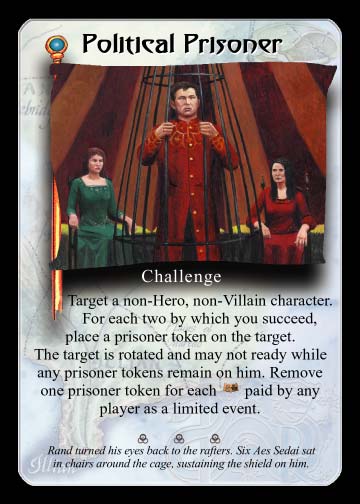 Political Prisoner
Challenge
Target a non-Hero, non-Villain character.
For each two by which you succeed,
place a prisoner token on the target.
The target is rotated and may not ready while
any prisoner tokens remain on him. Remove
one prisoner token for each paid by any
player as a limited event.
Rand turned his eyes back to the rafters. Six Aes Sedai sat
in chairs around the cage, sustaining the shield on him.